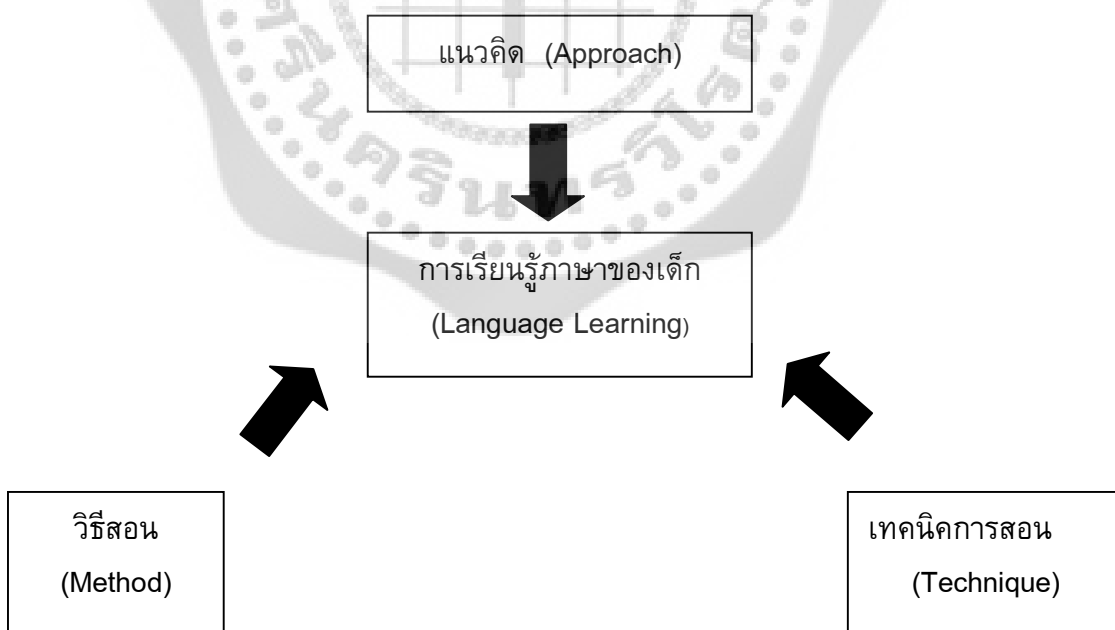 แนวคิด (Approach)
การเรียนรู้ภาษาของเด็ก
(Language Learning)
วิธีสอน
(Method)
เทคนิคการสอน
(Technique)